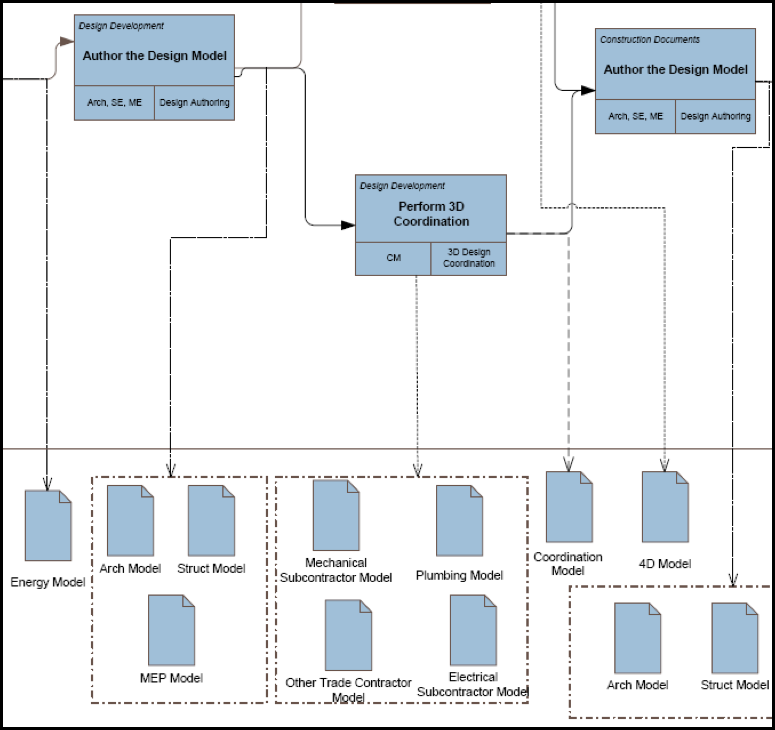 Design Development
Author the Design Model
Arch, SE, ME
Design Authoring
Construction Documents
Author the Design Model
Arch, SE, ME
Design Authoring
Design Development
Perform 3D
Coordination
CM
3D Design
Coordination
Energy Model
Arch Model
Struct Model
MEP Model
Mechanical
Subcontractor Model
Plumbing Model
Other Trade Contractor
Model
Electrical
Subcontractor Model
Coordination
Model
4D Model
Arch Model
Struct Model